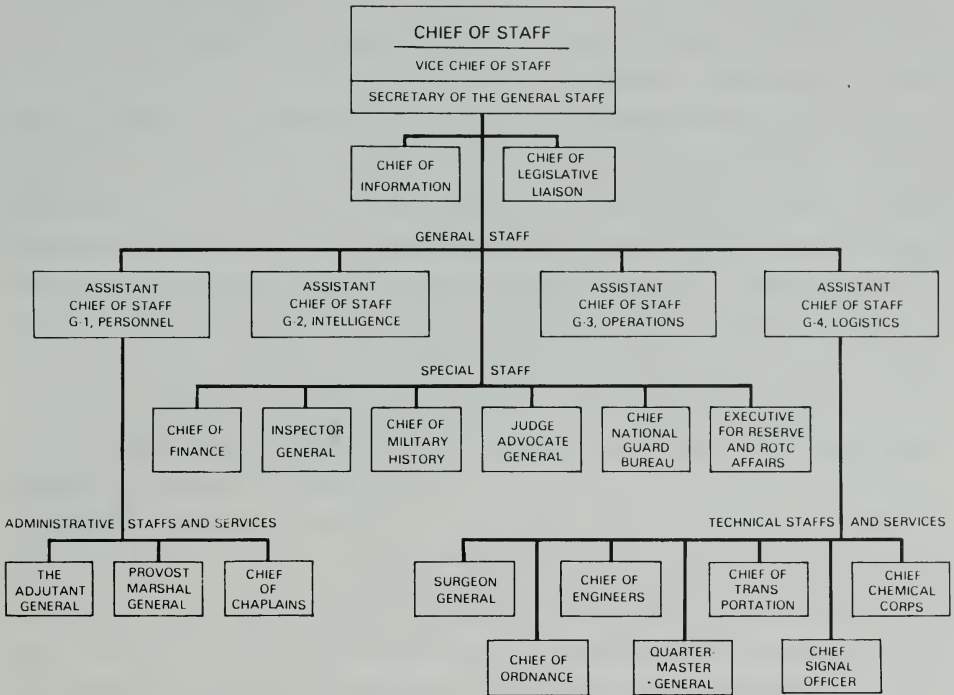 CHIEF OF STAFF
VICE CHIEF OF STAFF
SECRETARY OF THE GENERAL STAFF
CHIEF OF
INFORMATION
CHIEF OF
LEGISLATIVE
LIAISON
GENERAL STAFF
ASSISTANT
CHIEF OF STAFF
G-1, PERSONNEL
ASSISTANT
CHIEF OF STAFF
G-2, INTELLIGENCE
ASSISTANT
CHIEF OF STAFF
G-3, OPERATIONS
ASSISTANT
CHIEF OF STAFF
G-4, LOGISTICS
SPECIAL STAFF
CHIEF OF
FINANCE
INSPECTOR
GENERAL
CHIEF OF
MILITARY
HISTORY
JUDGE
ADVOCATE
GENERAL
CHIEF
NATIONAL
GUARD
BUREAU
EXECUTIVE
FOR RESERVE
AND ROTC
AFFAIRS
ADMINISTRATIVE STAFFS AND SERVICES
THE
ADJUTANT
GENERAL
PROVOST
MARSHAL
GENERAL
CHIEF
OF
CHAPLAINS
TECHNICAL STAFFS AND SERVICES
SURGEON
GENERAL
CHIEF OF
ENGINEERS
CHIEF OF
TRANS
PORTATION
CHIEF
CHEMICAL
CORPS
CHIEF OF
ORDNANCE
QUARTER-
MASTER
GENERAL
CHIEF
SIGNAL
OFFICER